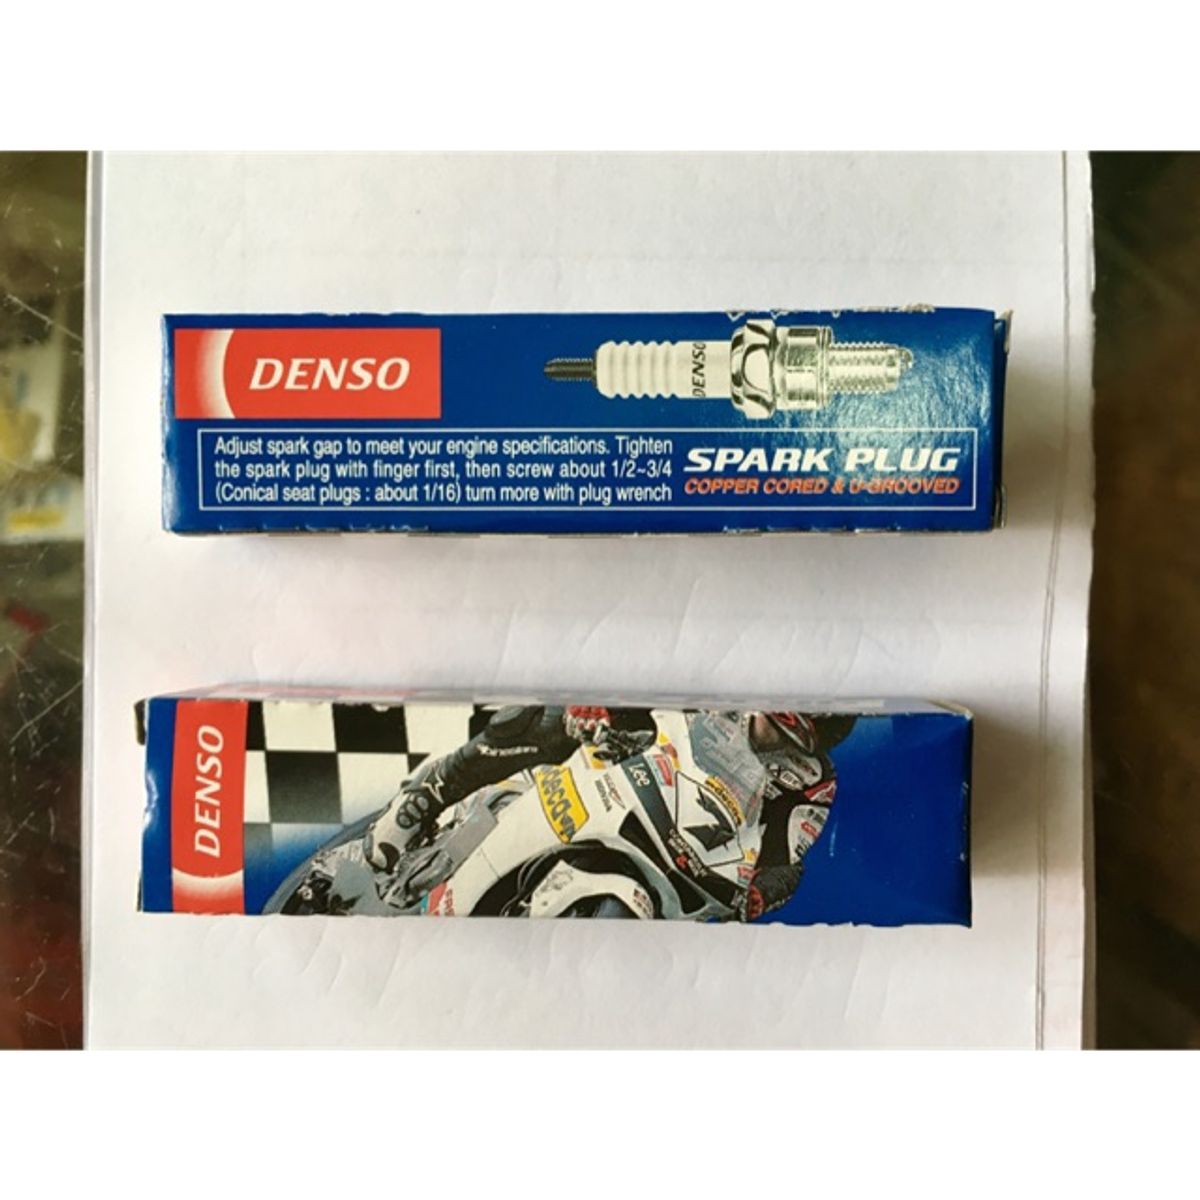 DENSO
DENSO
Adjust spark gap to meet your engine specifications. Tighten
the spark plug with finger first, then screw about 1/2~3/4
(Conical seat plugs : about 1/16) turn more with plug wrench
SPARK PLUG
COPPER CORED & U-GROOVED
DENSO
Lee